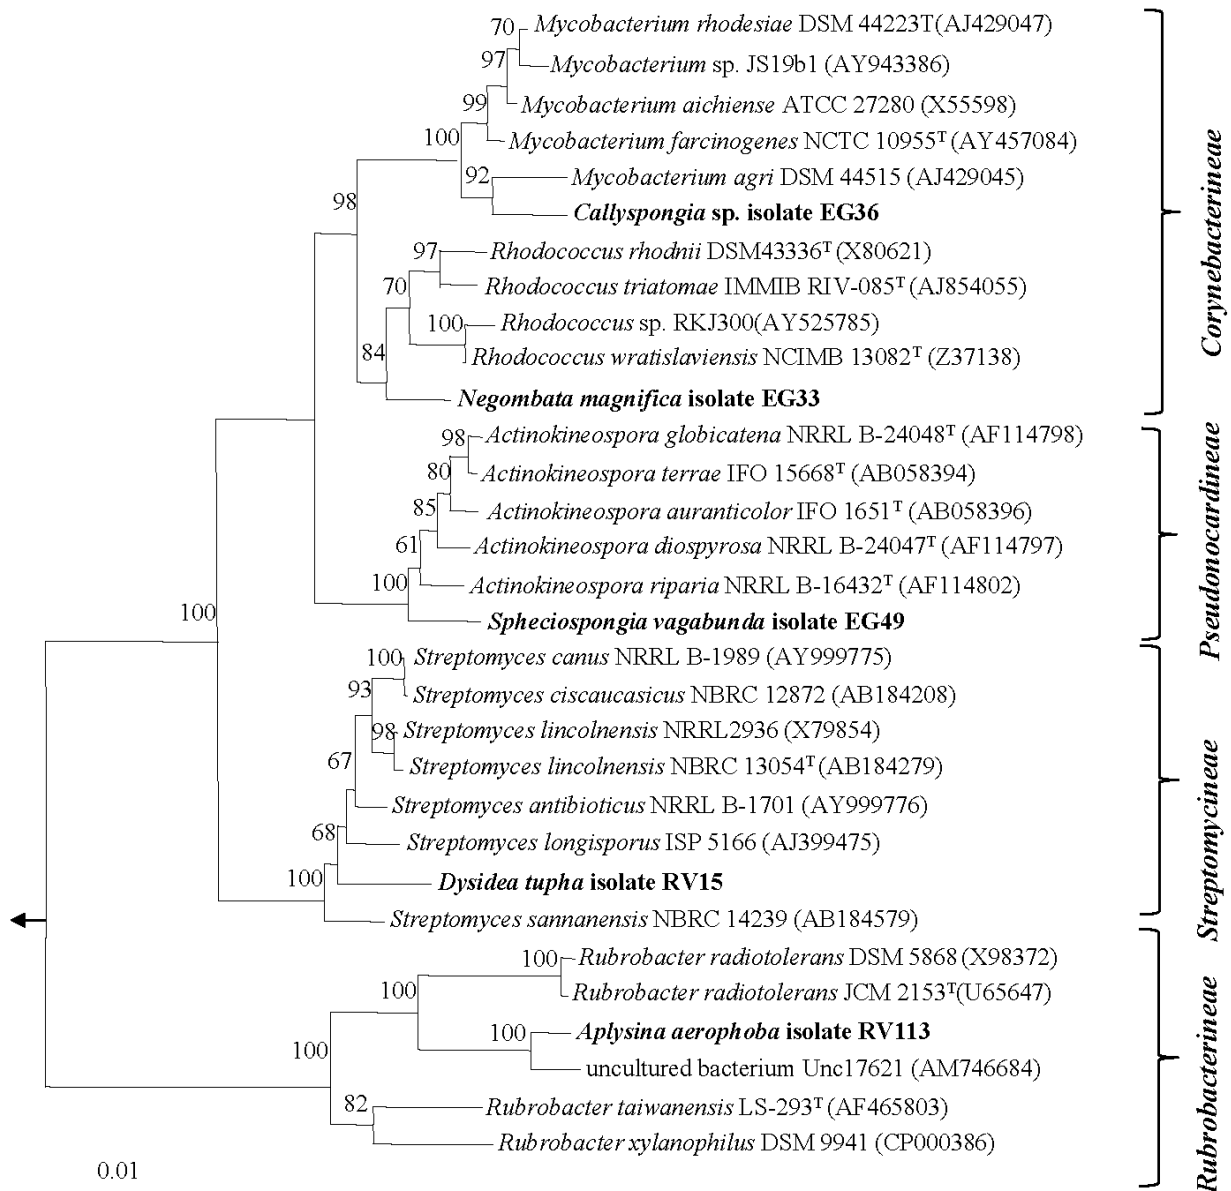 70 Mycobacterium rhodesiae DSM 44223T(AJ429047)
97 Mycobacterium sp. JS19b1 (AY943386)
99 Mycobacterium aichiense ATCC 27280 (X55598)
100 Mycobacterium farcinogenes NCTC 10955ᵀ(AY457084)
92 Mycobacterium agri DSM 44515 (AJ429045)
98 Callyspongia sp. isolate EG36
97 Rhodococcus rhodnii DSM43336ᵀ(X80621)
70 Rhodococcus triatomae IMMIB RIV-085ᵀ(AJ854055)
100 Rhodococcus sp. RKJ300(AY525785)
84 Rhodococcus wratislaviensis NCIMB 13082ᵀ(Z37138)
Negombata magnifica isolate EG33
Corynebacterineae
98 Actinokineospora globicatena NRRL B-24048ᵀ(AF114798)
80 Actinokineospora terrae IFO 15668ᵀ (AB058394)
85 Actinokineospora auranticolor IFO 1651ᵀ (AB058396)
61 Actinokineospora diospyrosa NRRL B-24047ᵀ(AF114797)
100 Actinokineospora riparia NRRL B-16432ᵀ(AF114802)
100 Spheciospongia vagabunda isolate EG49
Pseudonocardineae
100 Streptomyces canus NRRL B-1989 (AY999775)
93 Streptomyces ciscaucasicus NBRC 12872 (AB184208)
98 Streptomyces lincolnensis NRRL2936 (X79854)
67 Streptomyces lincolnensis NBRC 13054ᵀ(AB184279)
Streptomyces antibioticus NRRL B-1701 (AY999776)
68 Streptomyces longisporus ISP 5166 (AJ399475)
100 Dysidea tupha isolate RV15
Streptomyces sannanensis NBRC 14239 (AB184579)
Streptomycineae
100 Rubrobacter radiotolerans DSM 5868 (X98372)
100 Rubrobacter radiotolerans JCM 2153ᵀ(U65647)
100 Aplysina aerophoba isolate RV113
100 uncultured bacterium Unc17621 (AM746684)
82 Rubrobacter taiwanensis LS-293ᵀ (AF465803)
Rubrobacter xylanophilus DSM 9941 (CP000386)
Rubrobacterineae
0.01